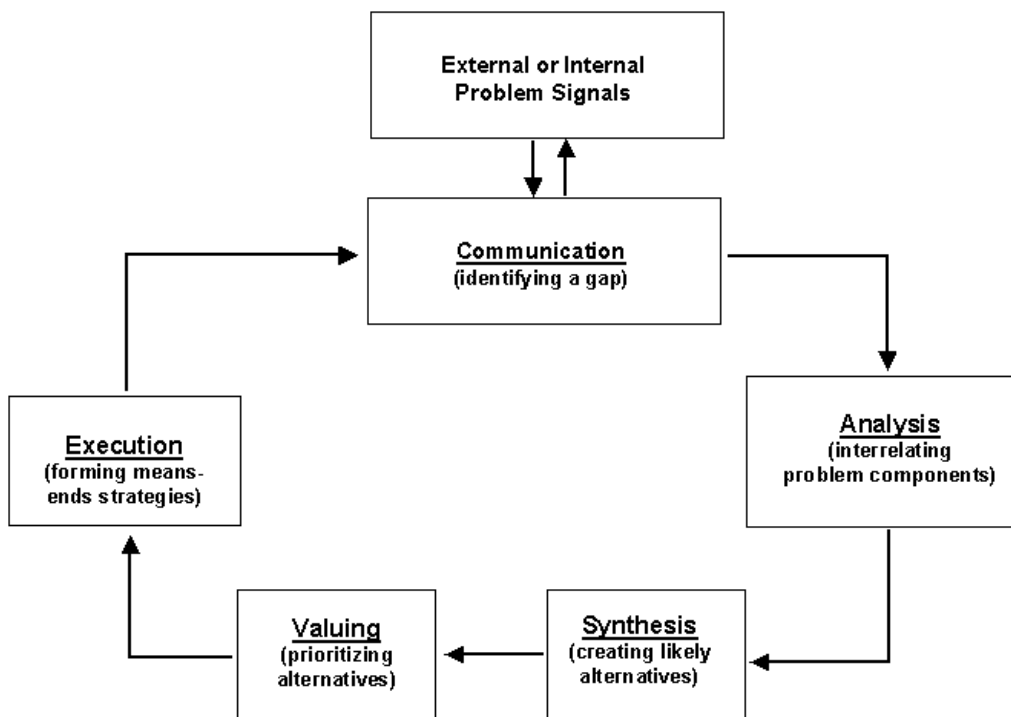 External or Internal
Problem Signals
Communication
(identifying a gap)
Analysis
(interrelating
problem components)
Synthesis
(creating likely
alternatives)
Valuing
(prioritizing
alternatives)
Execution
(forming means-
ends strategies)